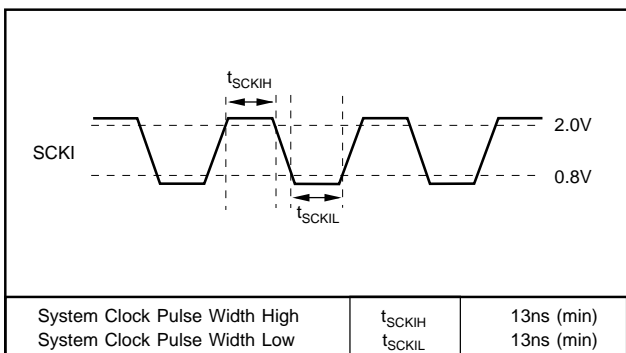 tSCKIH
2.0V
SCKI
0.8V
tSCKIL
System Clock Pulse Width High tSCKIH 13ns (min)
System Clock Pulse Width Low tSCKIL 13ns (min)